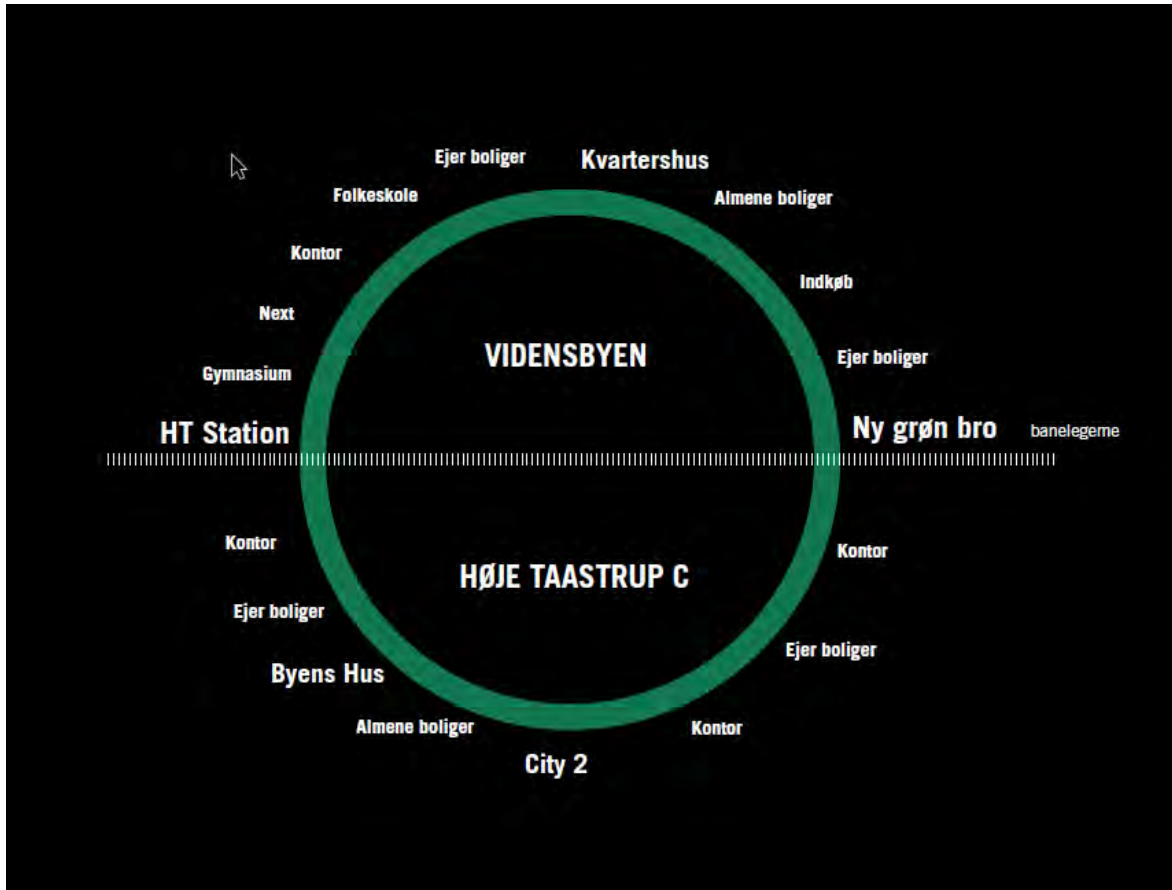 Ejer boliger
Kvartershus
Folkeskole
Almene boliger
Kontor
Indkøb
Next
VIDENSBYEN
Ejer boliger
Gymnasium
HT Station
Ny grøn bro
banelegerne
Kontor
Kontor
HØJE TAASTRUP C
Ejer boliger
Ejer boliger
Byens Hus
Almene boliger
Kontor
City 2